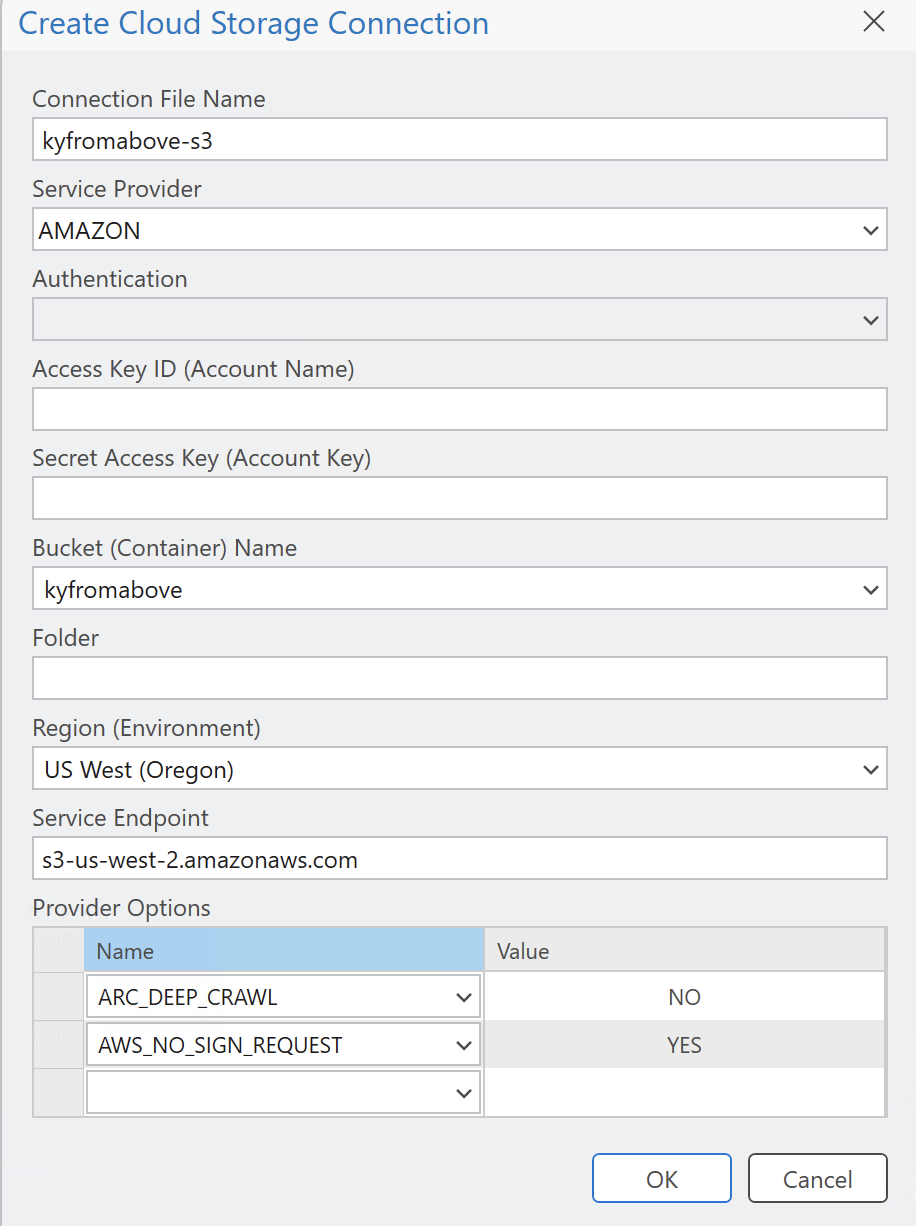 Create Cloud Storage Connection
Connection File Name
kyfromabove-s3
Service Provider
AMAZON
Authentication
Access Key ID (Account Name)
Secret Access Key (Account Key)
Bucket (Container) Name
kyfromabove
Folder
Region (Environment)
US West (Oregon)
Service Endpoint
s3-us-west-2.amazonaws.com
Provider Options
Name Value
ARC_DEEP_CRAWL NO
AWS_NO_SIGN_REQUEST YES
OK Cancel